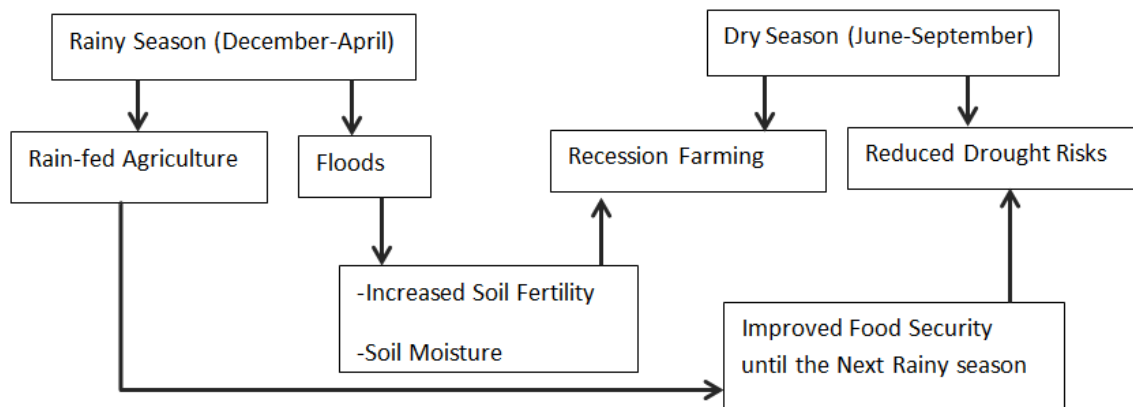 Rainy Season (December-April)
Dry Season (June-September)
Rain-fed Agriculture
Floods
Recession Farming
Reduced Drought Risks
-Increased Soil Fertility
-Soil Moisture
Improved Food Security
until the Next Rainy season